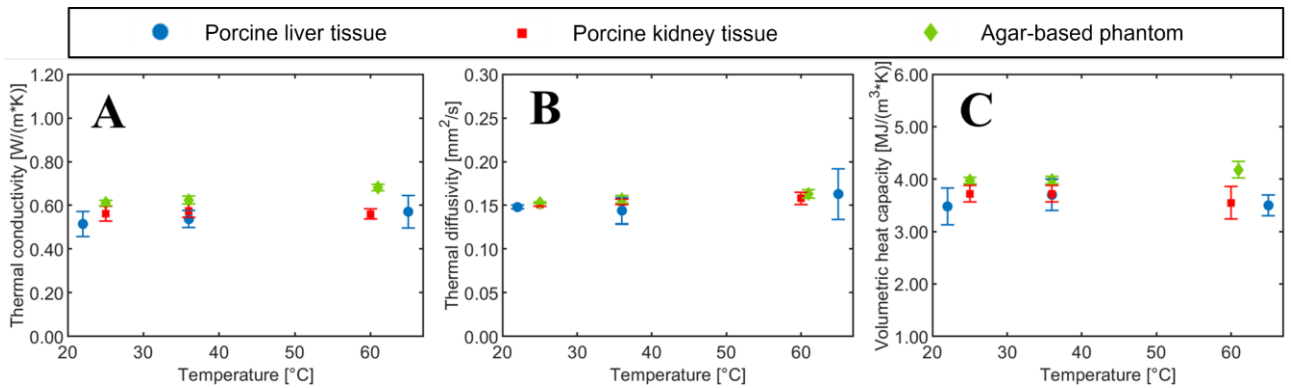 Porcine liver tissue Porcine kidney tissue Agar-based phantom
A
Thermal conductivity [W/(m*K)]
1.20
1.00
0.80
0.60
0.40
0.20
0.00
20 30 40 50 60
Temperature [°C]
B
Thermal diffusivity [mm²/s]
0.30
0.25
0.20
0.15
0.10
0.05
0.00
20 30 40 50 60
Temperature [°C]
C
Volumetric heat capacity [MJ/(m³*K)]
6.00
5.00
4.00
3.00
2.00
1.00
20 30 40 50 60
Temperature [°C]